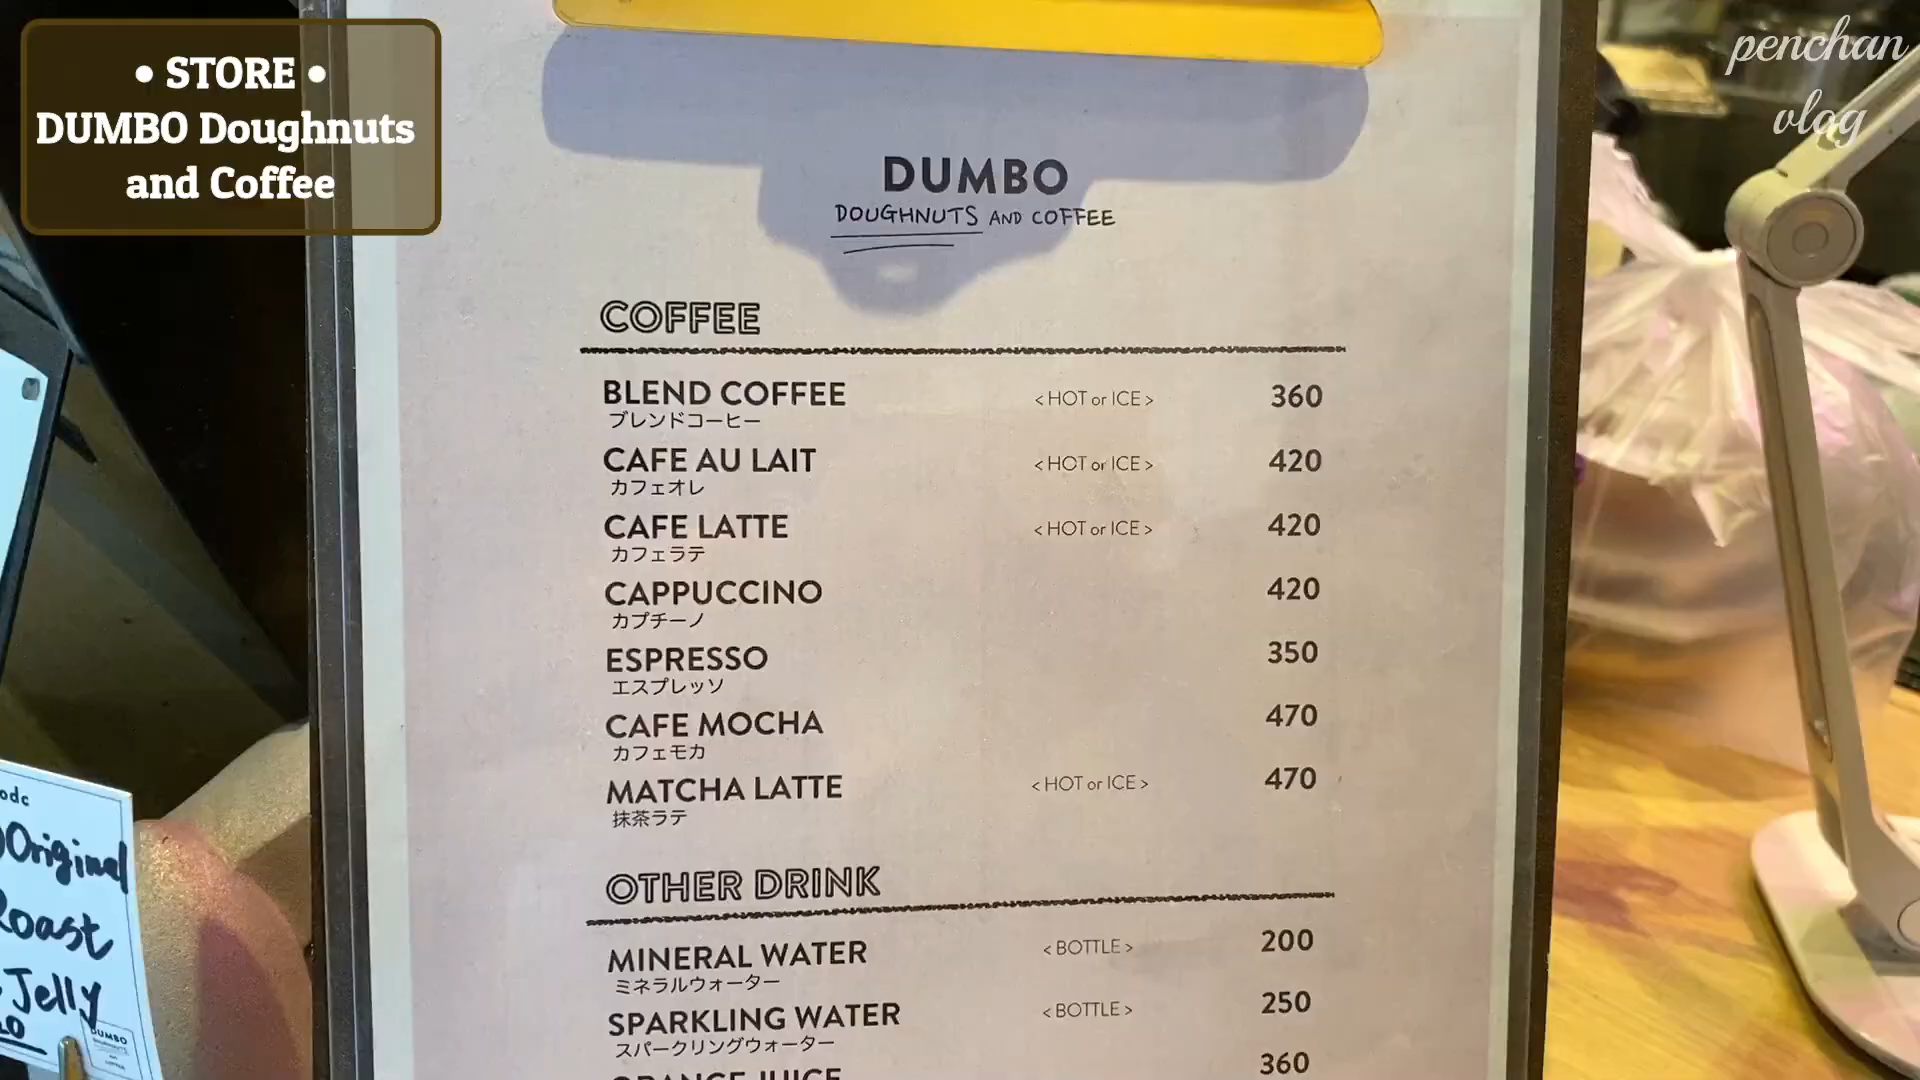 • STORE •
DUMBO Doughnuts
and Coffee
penchan
vlog
DUMBO
DOUGHNUTS AND COFFEE
COFFEE
BLEND COFFEE <HOT or ICE> 360
ブレンドコーヒー
CAFE AU LAIT <HOT or ICE> 420
カフェオレ
CAFE LATTE <HOT or ICE> 420
カフェラテ
CAPPUCCINO 420
カプチーノ
ESPRESSO 350
エスプレッソ
CAFE MOCHA 470
カフェモカ
MATCHA LATTE <HOT or ICE> 470
抹茶ラテ
OTHER DRINK
MINERAL WATER <BOTTLE> 200
ミネラルウォーター
SPARKLING WATER <BOTTLE> 250
スパークリングウォーター
ORANGE JUICE 360
Original
Roast
Jelly
DUMBO